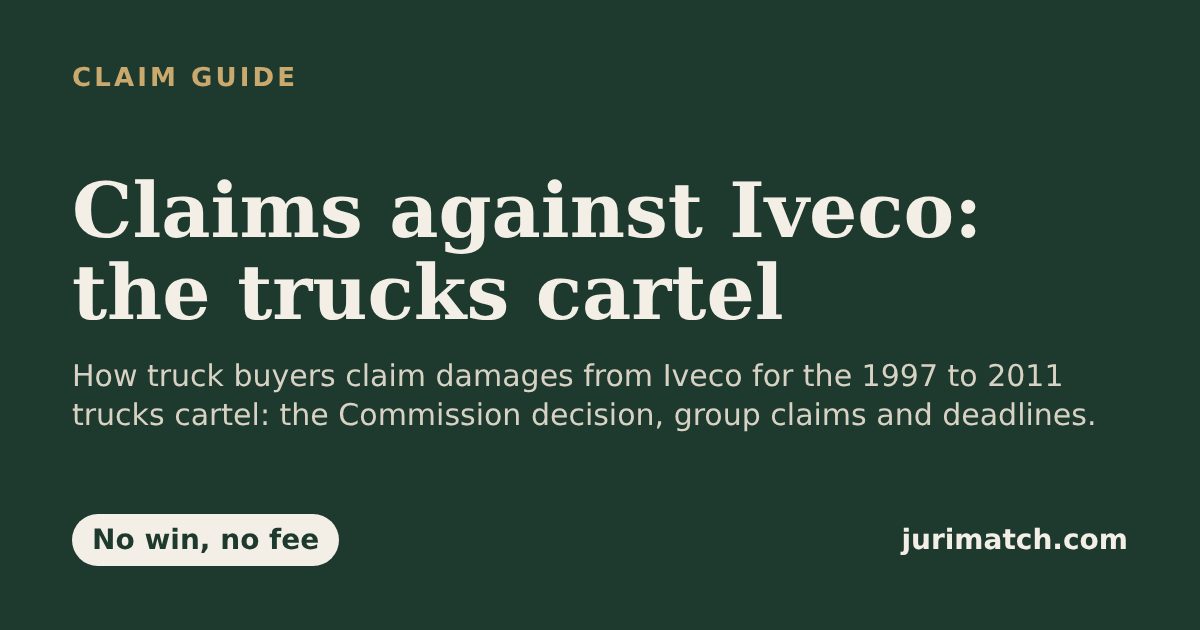 CLAIM GUIDE
Claims against Iveco:
the trucks cartel
How truck buyers claim damages from Iveco for the 1997 to 2011
trucks cartel: the Commission decision, group claims and deadlines.
No win, no fee
jurimatch.com